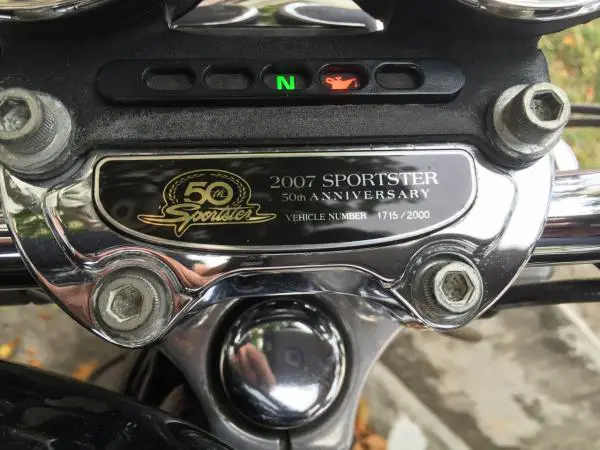 N
50TH
Sportster
2007 SPORTSTER
50th ANNIVERSARY
VEHICLE NUMBER 1715/2000